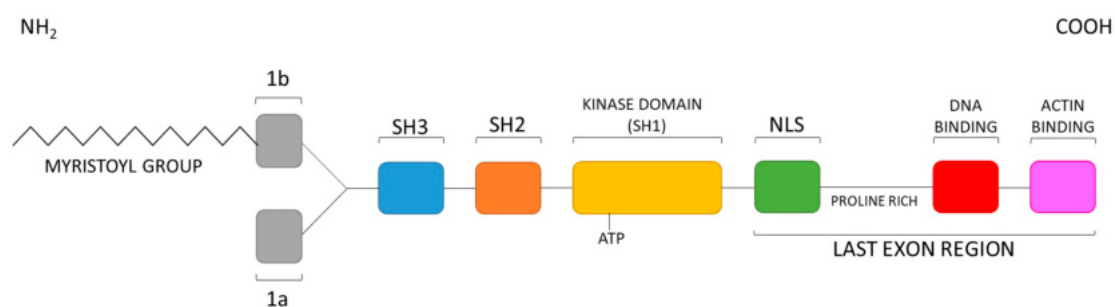 NH2
COOH
1b
SH3
SH2
KINASE DOMAIN
(SH1)
NLS
DNA
BINDING
ACTIN
BINDING
MYRISTOYL GROUP
PROLINE RICH
ATP
LAST EXON REGION
1a